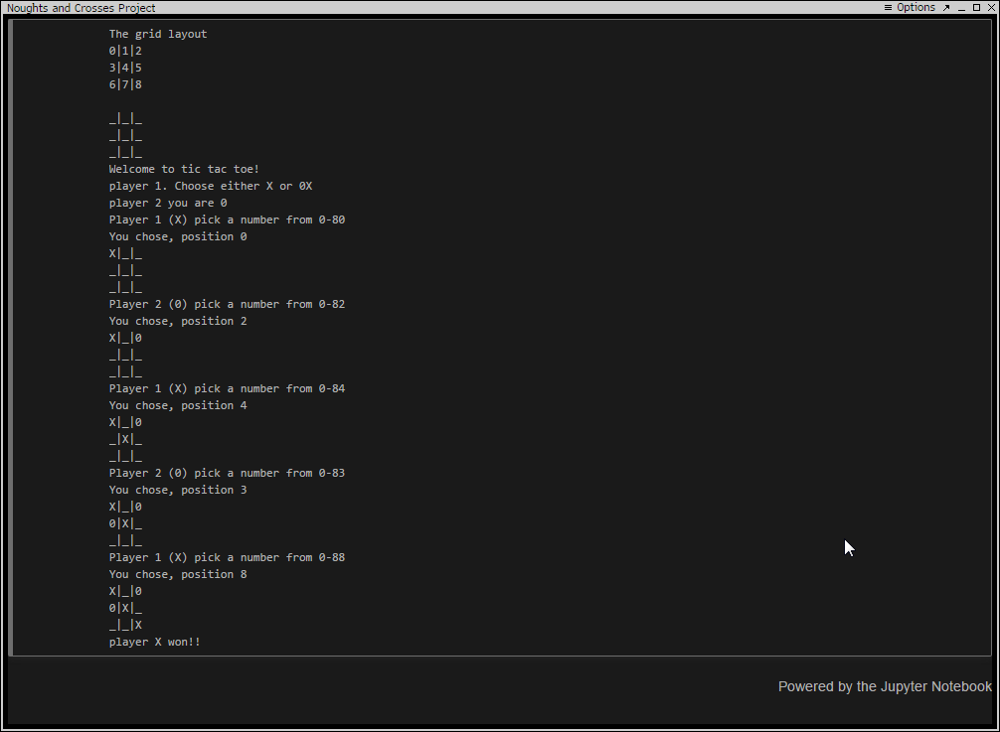 Noughts and Crosses Project
≡ Options
The grid layout
0|1|2
3|4|5
6|7|8
_|_|_
_|_|_
_|_|_
Welcome to tic tac toe!
player 1. Choose either X or 0X
player 2 you are 0
Player 1 (X) pick a number from 0-80
You chose, position 0
X|_|_
_|_|_
_|_|_
Player 2 (0) pick a number from 0-82
You chose, position 2
X|_|0
_|_|_
_|_|_
Player 1 (X) pick a number from 0-84
You chose, position 4
X|_|0
_|X|_
_|_|_
Player 2 (0) pick a number from 0-83
You chose, position 3
X|_|0
0|X|_
_|_|_
Player 1 (X) pick a number from 0-88
You chose, position 8
X|_|0
0|X|_
_|_|X
player X won!!
Powered by the Jupyter Notebook